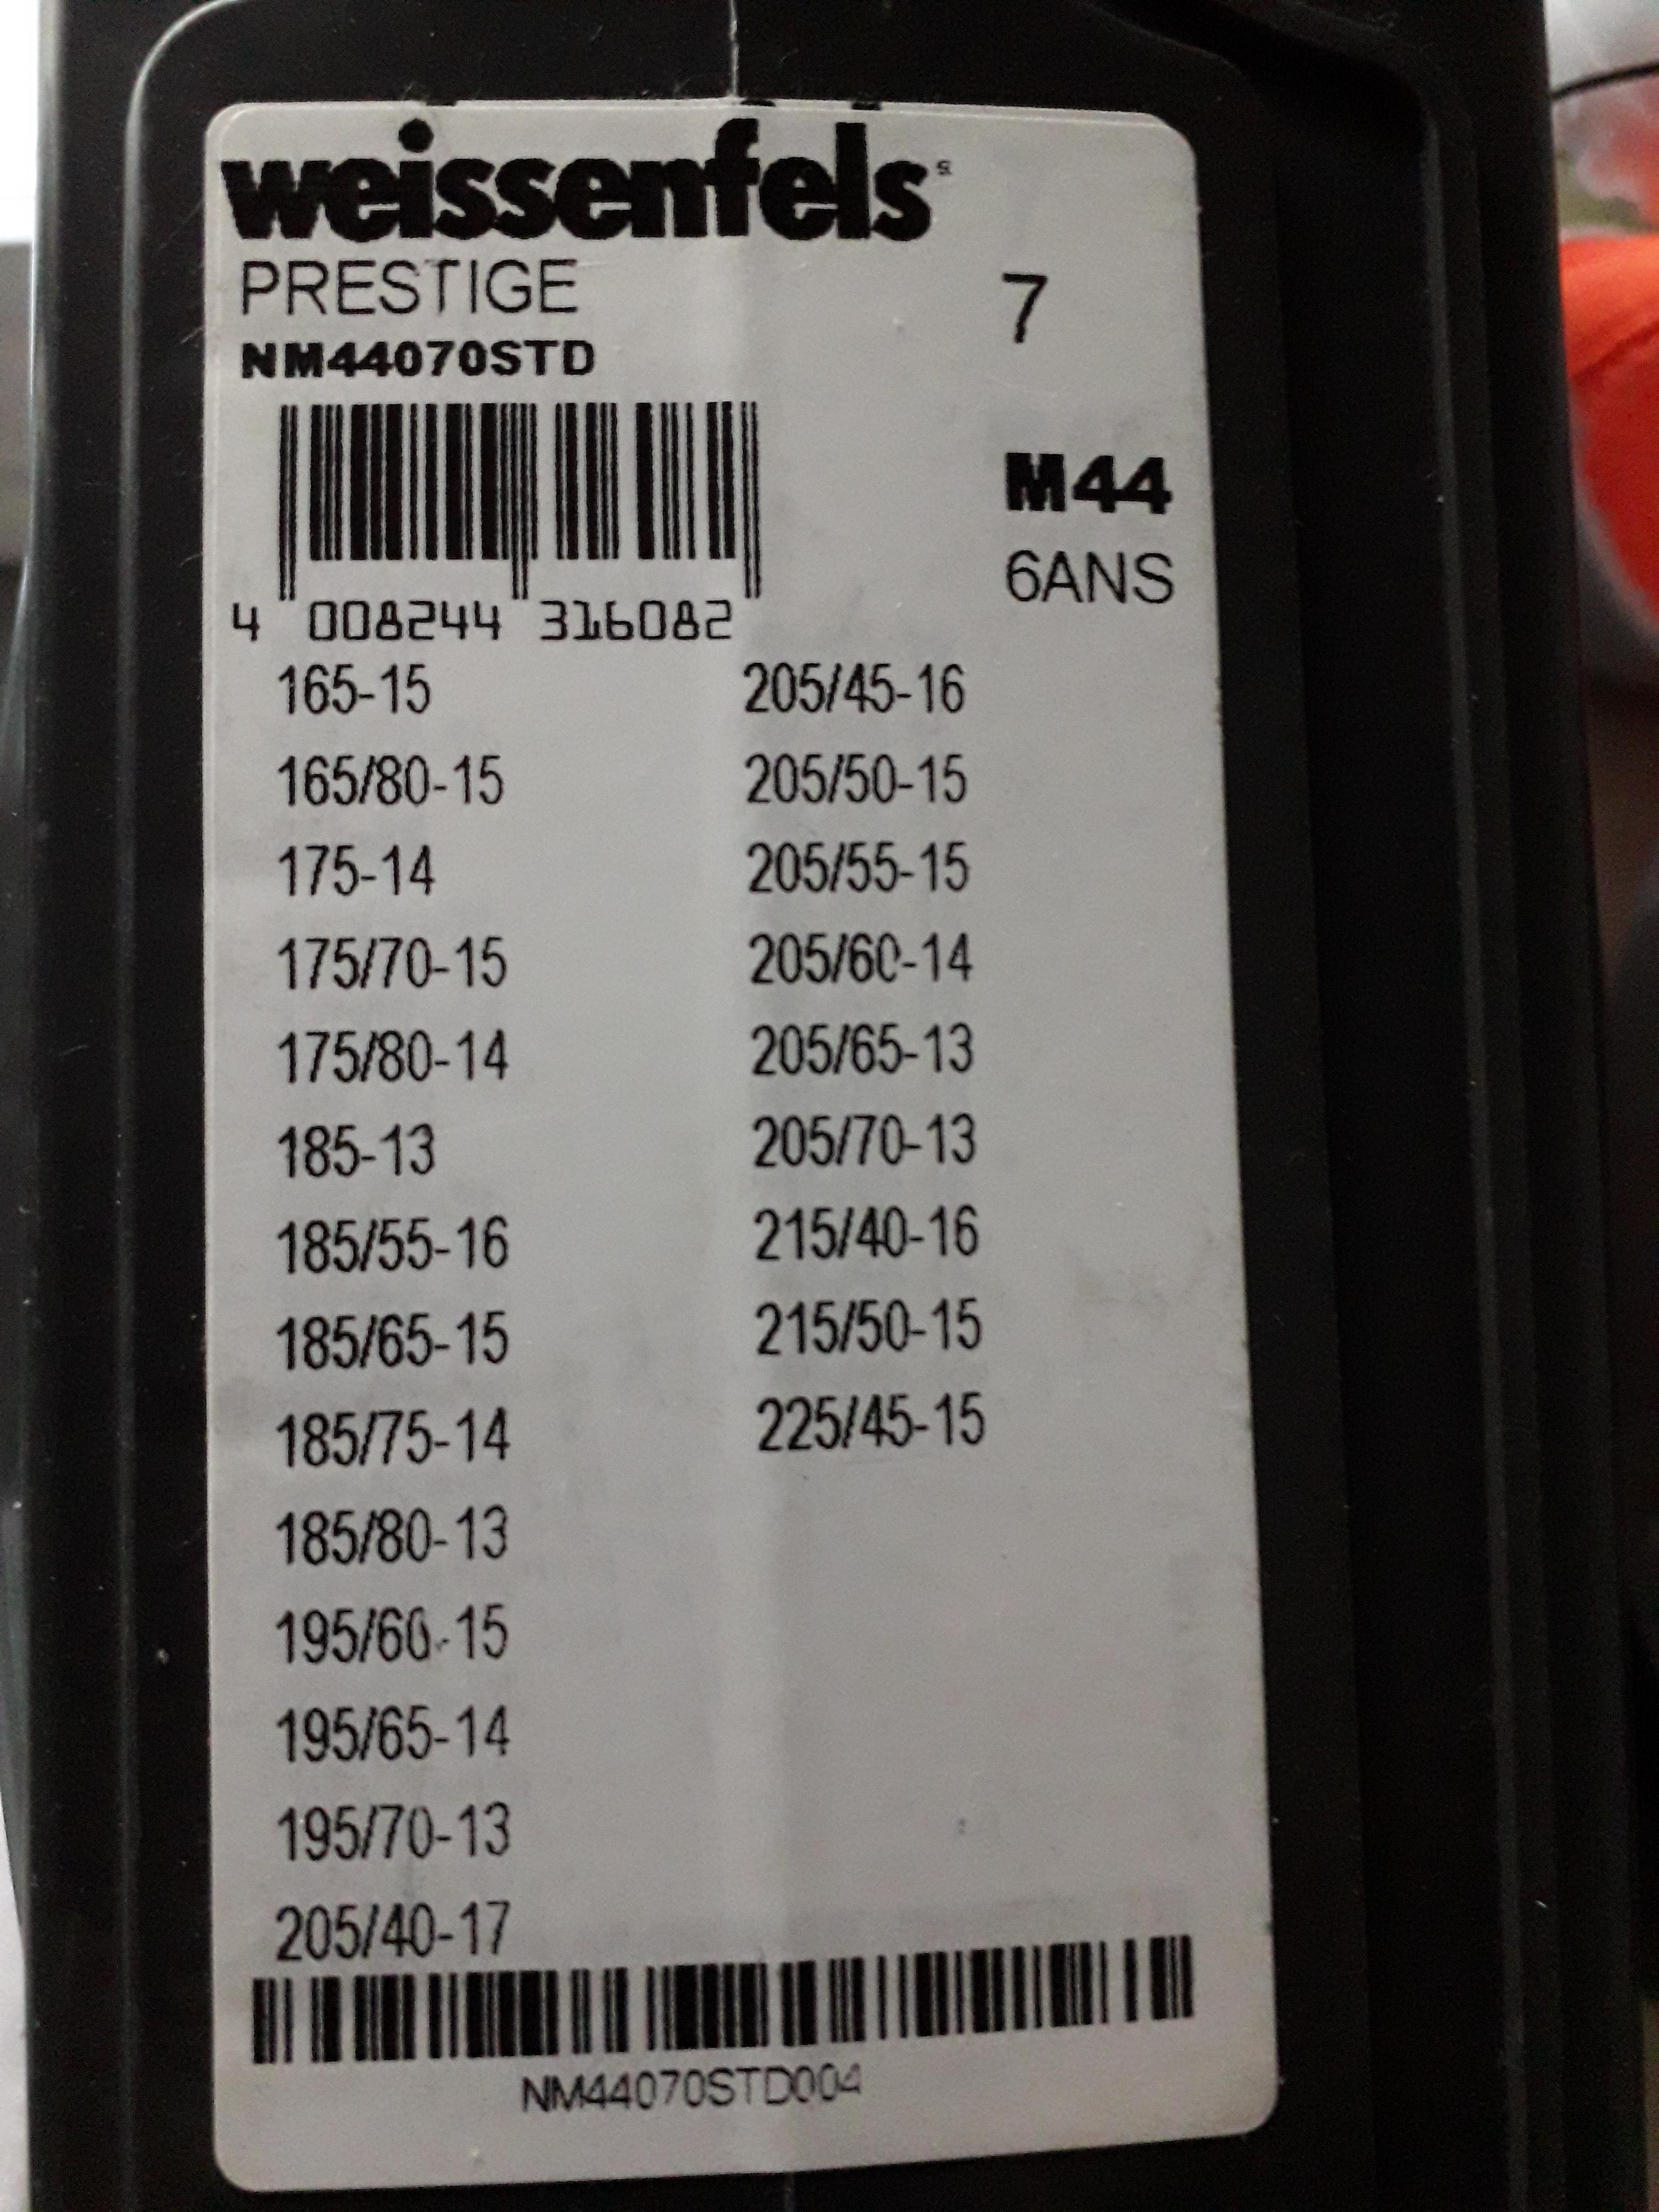 weissenfels
PRESTIGE
7
NM44070STD
M44
6ANS
4 008244 316082
165-15 205/45-16
165/80-15 205/50-15
175-14 205/55-15
175/70-15 205/60-14
175/80-14 205/65-13
185-13 205/70-13
185/55-16 215/40-16
185/65-15 215/50-15
185/75-14 225/45-15
185/80-13
195/60-15
195/65-14
195/70-13
205/40-17
NM44070STD004